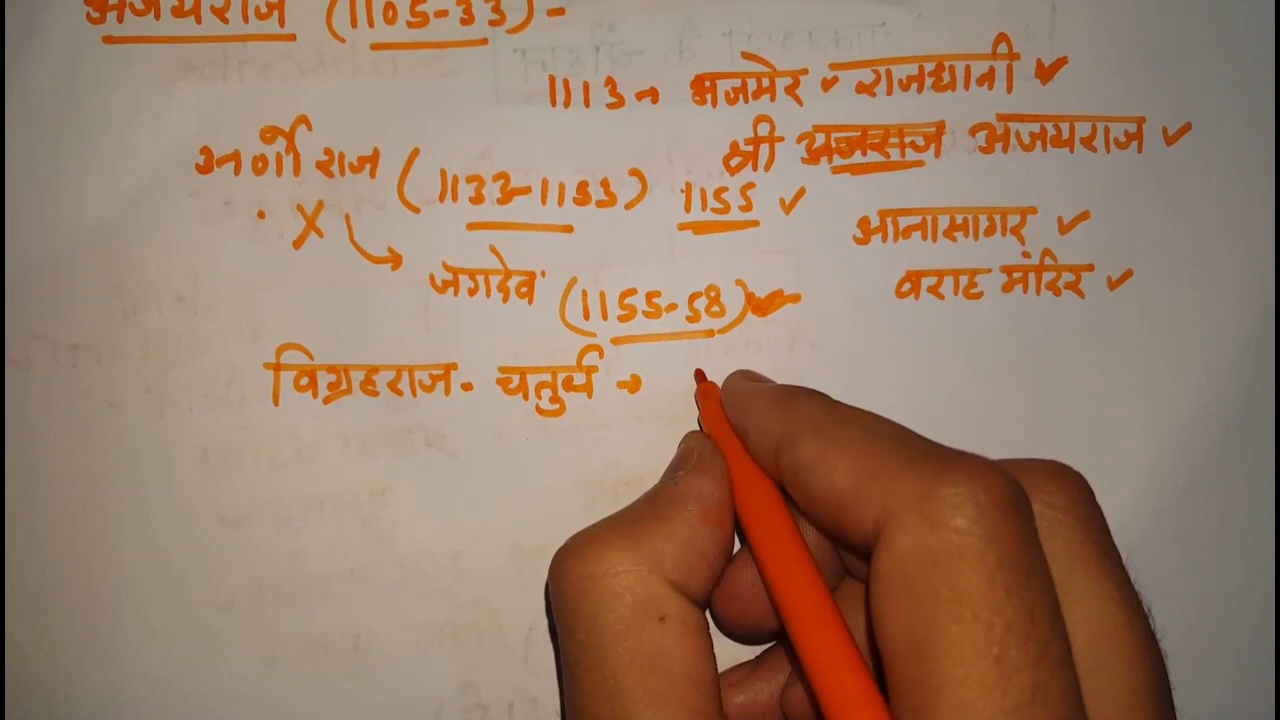 अजयराज (1105-33) -
1113 → अजमेर ✓ राजधानी ✓
श्री अजराज अजयराज ✓
अर्णोराज (1133-1153) 1155 ✓
आनासागर ✓
X → जगदेव (1155-58) ✓
वराह मंदिर ✓
विग्रहराज - चतुर्थ →